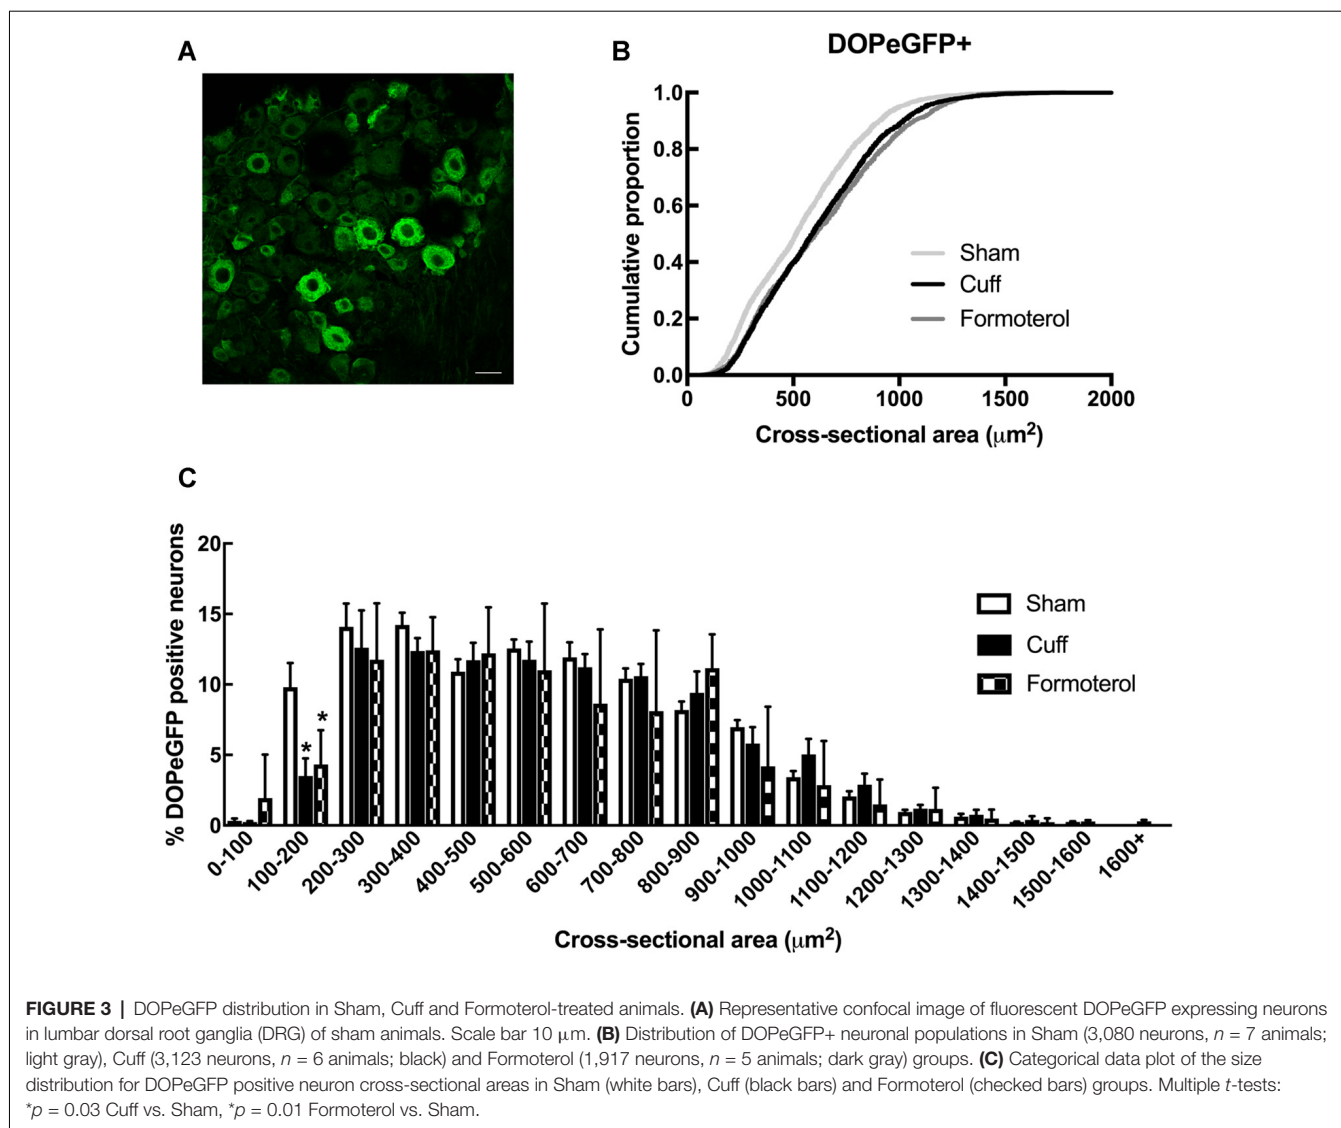 A
B
DOPeGFP+
Cumulative proportion
1.0
0.8
0.6
0.4
0.2
0.0
0 500 1000 1500 2000
Cross-sectional area (μm²)
Sham
Cuff
Formoterol
C
% DOPeGFP positive neurons
20
15
10
5
0
* *
0-100 100-200 200-300 300-400 400-500 500-600 600-700 700-800 800-900 900-1000 1000-1100 1100-1200 1200-1300 1300-1400 1400-1500 1500-1600 1600+
Cross-sectional area (μm²)
Sham
Cuff
Formoterol
FIGURE 3 | DOPeGFP distribution in Sham, Cuff and Formoterol-treated animals. (A) Representative confocal image of fluorescent DOPeGFP expressing neurons
in lumbar dorsal root ganglia (DRG) of sham animals. Scale bar 10 μm. (B) Distribution of DOPeGFP+ neuronal populations in Sham (3,080 neurons, n = 7 animals;
light gray), Cuff (3,123 neurons, n = 6 animals; black) and Formoterol (1,917 neurons, n = 5 animals; dark gray) groups. (C) Categorical data plot of the size
distribution for DOPeGFP positive neuron cross-sectional areas in Sham (white bars), Cuff (black bars) and Formoterol (checked bars) groups. Multiple t-tests:
*p = 0.03 Cuff vs. Sham, *p = 0.01 Formoterol vs. Sham.